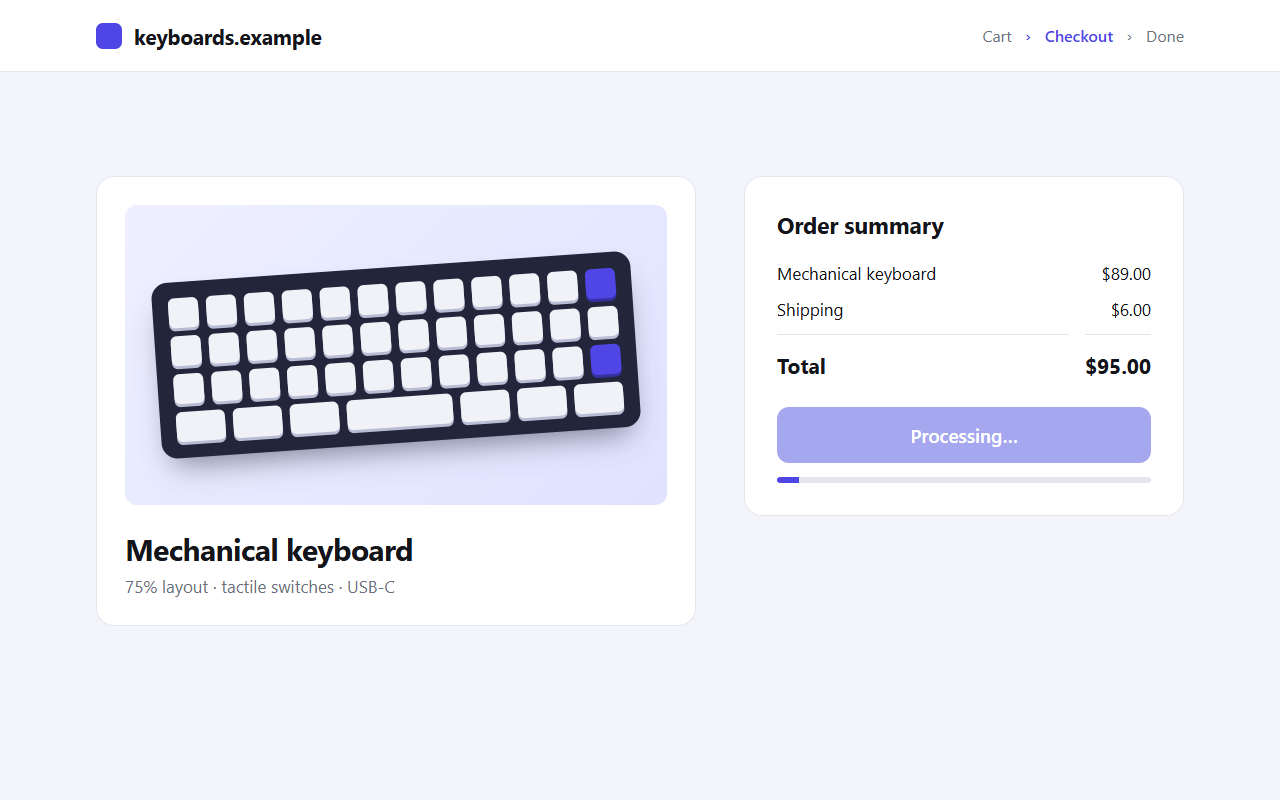 keyboards.example
Cart › Checkout › Done
Mechanical keyboard
75% layout · tactile switches · USB-C
Order summary
Mechanical keyboard $89.00
Shipping $6.00
Total $95.00
Processing…